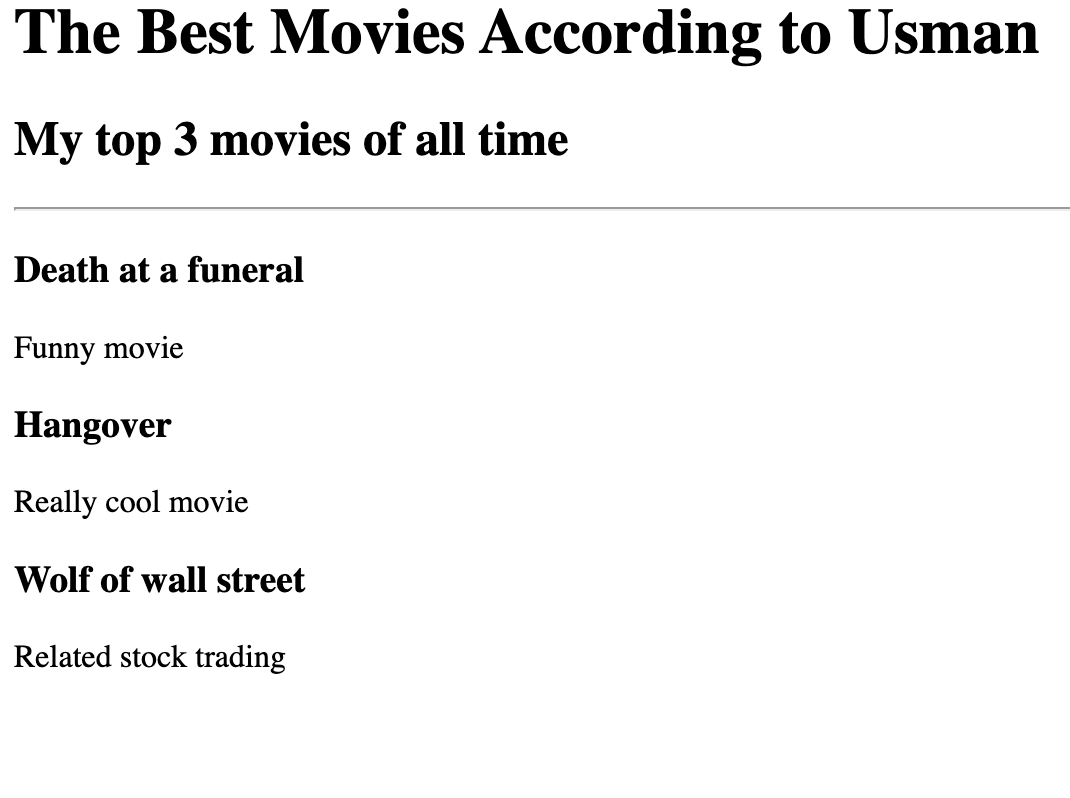 The Best Movies According to Usman
My top 3 movies of all time
Death at a funeral
Funny movie
Hangover
Really cool movie
Wolf of wall street
Related stock trading